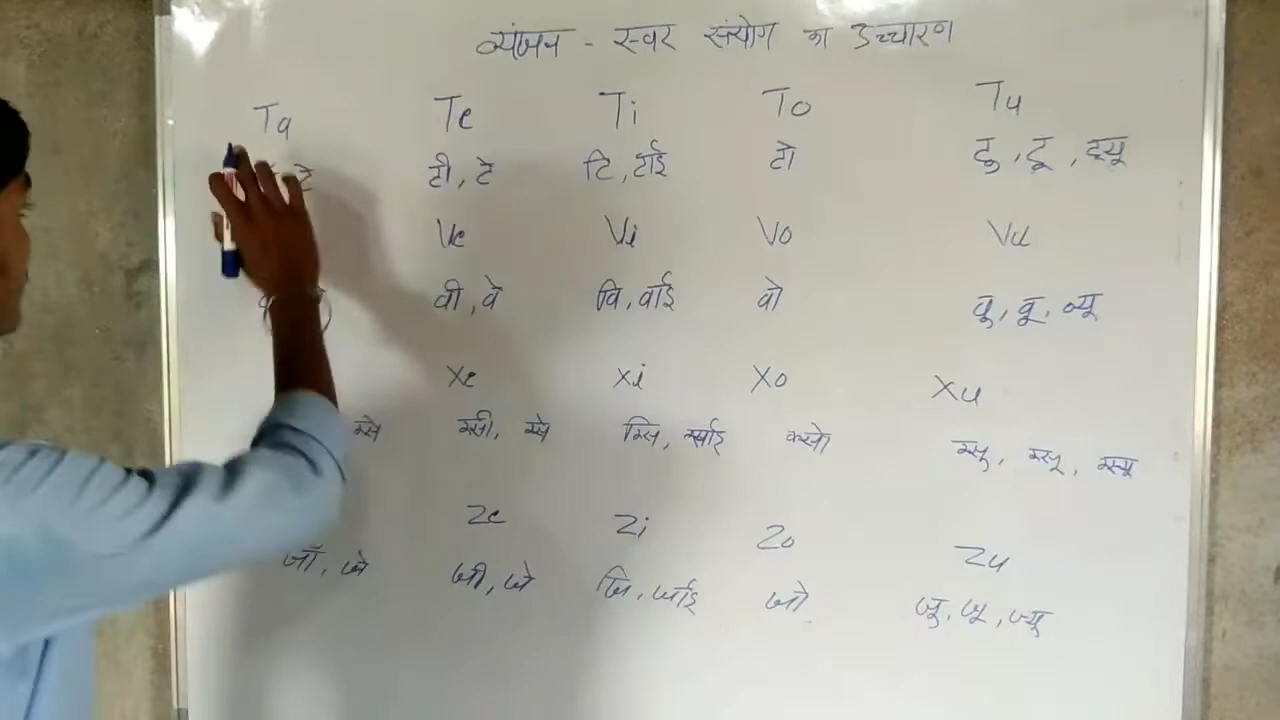 व्यंजन - स्वर संयोग का उच्चारण
Ta Te Ti To Tu
टे टी, टे टि, टाई टो टु, टू, ट्यू
Ve Vi Vo Vu
वी, वे वि, वाई वो वु, वू, व्यू
Xe Xi Xo Xu
क्से क्सी, क्से क्सि, क्साई क्सो क्सु, क्सू, क्स्यू
Ze Zi Zo Zu
जॉ, जे जी, जे जि, जाई जो जु, जू, ज्यू